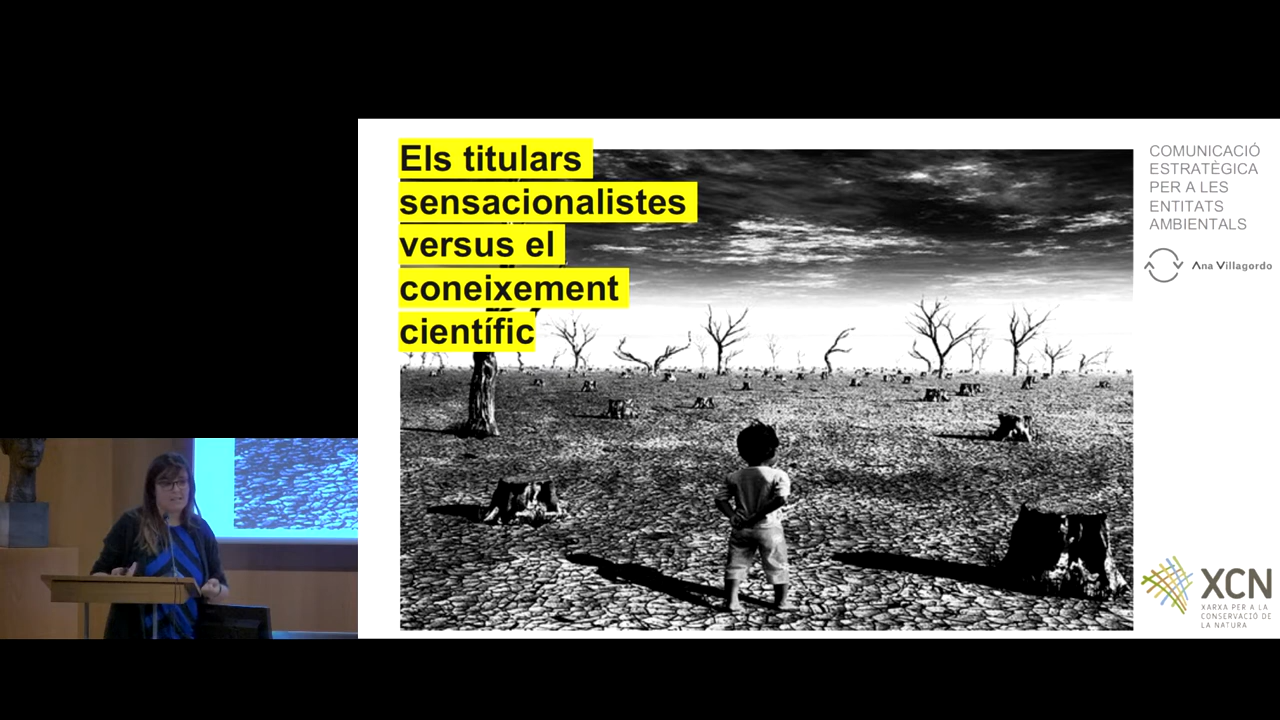 Els titulars
sensacionalistes
versus el
coneixement
científic
COMUNICACIÓ
ESTRATÈGICA
PER A LES
ENTITATS
AMBIENTALS
Ana Villagordo
XCN
XARXA PER A LA
CONSERVACIÓ DE
LA NATURA